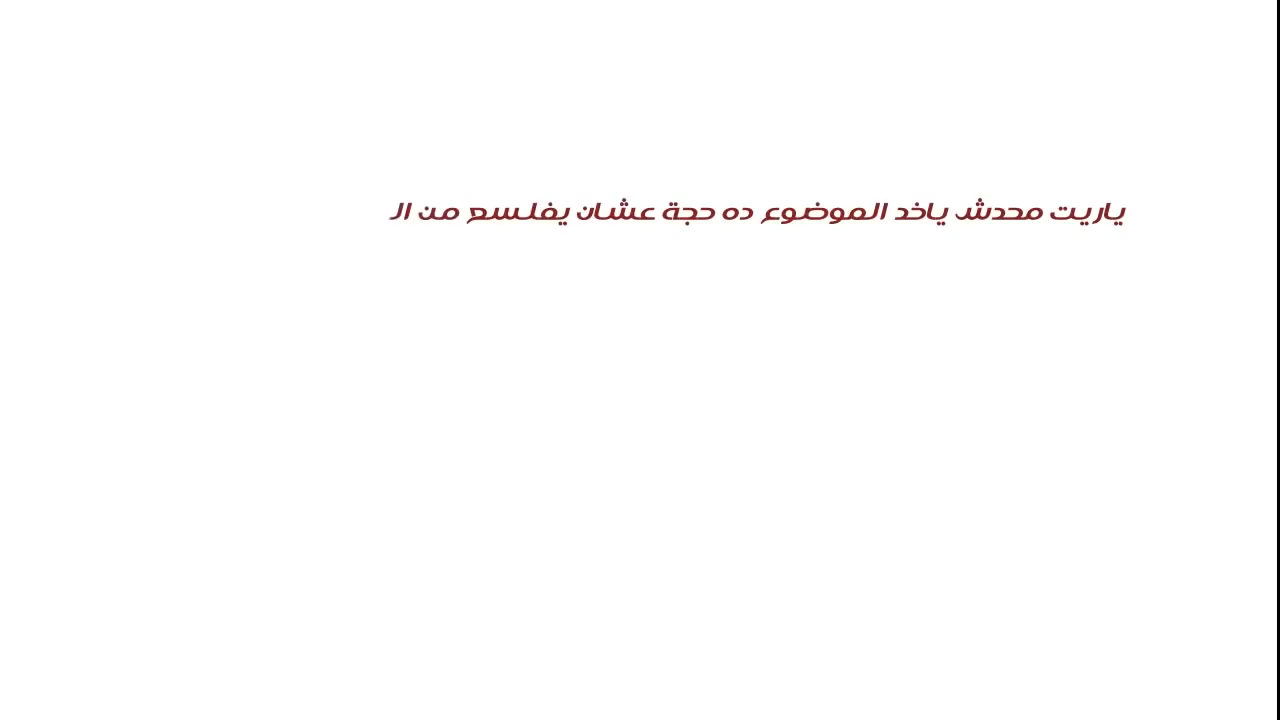 ياريت محدش ياخد الموضوع ده حجة عشان يفلسع من ال